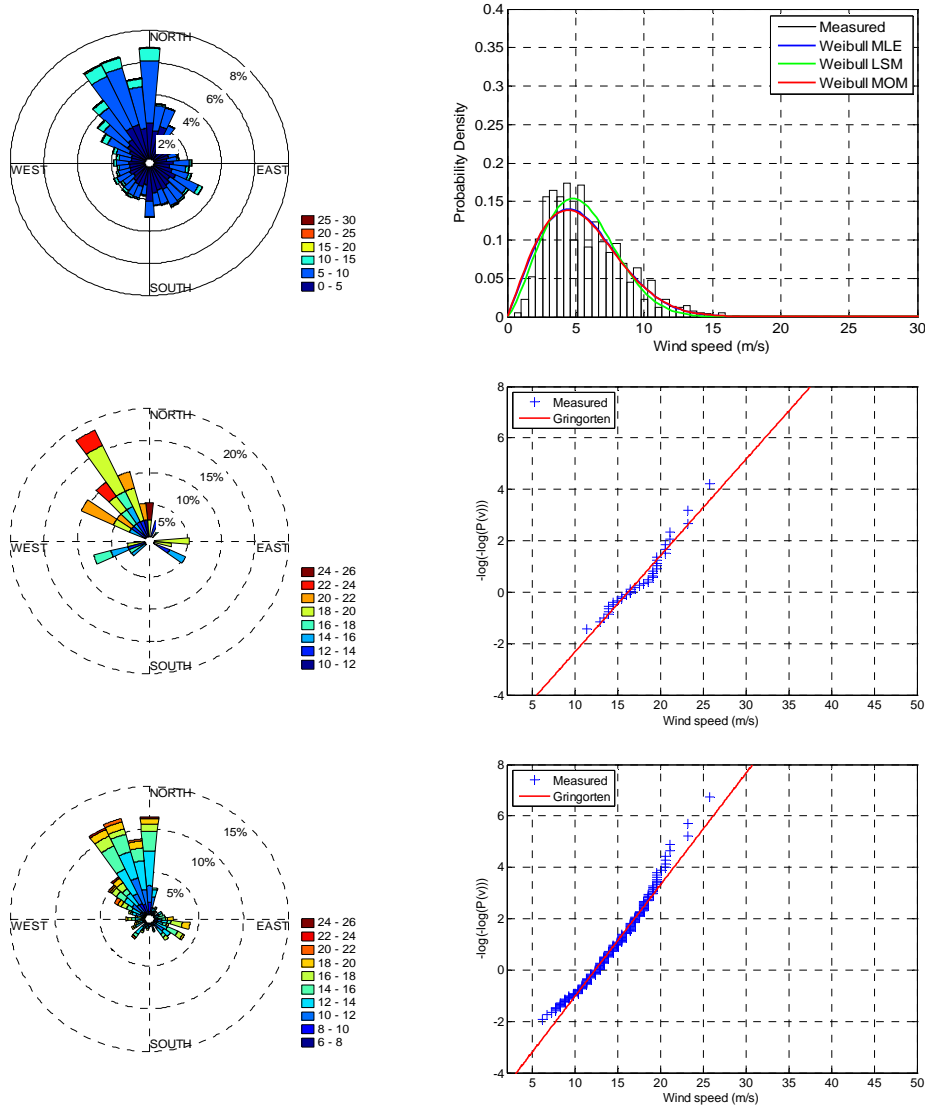 NORTH
8%
6%
4%
2%
WEST
EAST
SOUTH
25 - 30
20 - 25
15 - 20
10 - 15
5 - 10
0 - 5
0.4
0.35
0.3
0.25
0.2
0.15
0.1
0.05
0
Probability Density
Measured
Weibull MLE
Weibull LSM
Weibull MOM
0 5 10 15 20 25 30
Wind speed (m/s)
NORTH
20%
15%
10%
5%
WEST
EAST
SOUTH
24 - 26
22 - 24
20 - 22
18 - 20
16 - 18
14 - 16
12 - 14
10 - 12
8
6
4
2
0
-2
-4
-log(-log(P(v)))
Measured
Gringorten
5 10 15 20 25 30 35 40 45 50
Wind speed (m/s)
NORTH
15%
10%
5%
WEST
EAST
SOUTH
24 - 26
22 - 24
20 - 22
18 - 20
16 - 18
14 - 16
12 - 14
10 - 12
8 - 10
6 - 8
8
6
4
2
0
-2
-4
-log(-log(P(v)))
Measured
Gringorten
5 10 15 20 25 30 35 40 45 50
Wind speed (m/s)